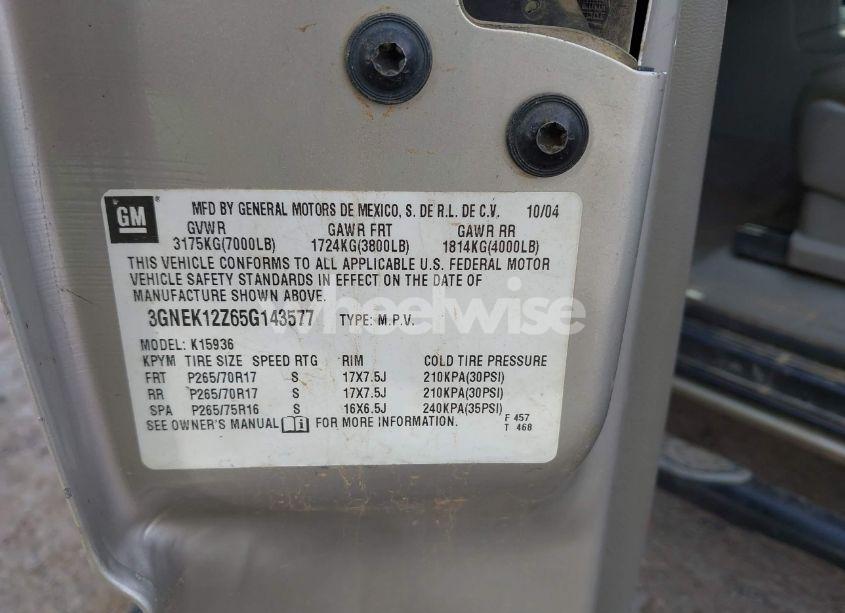 GM
MFD BY GENERAL MOTORS DE MEXICO, S. DE R.L. DE C.V. 10/04
GVWR GAWR FRT GAWR RR
3175KG(7000LB) 1724KG(3800LB) 1814KG(4000LB)
THIS VEHICLE CONFORMS TO ALL APPLICABLE U.S. FEDERAL MOTOR
VEHICLE SAFETY STANDARDS IN EFFECT ON THE DATE OF
MANUFACTURE SHOWN ABOVE.
3GNEK12Z65G143577 TYPE: M.P.V.
wheelwise
MODEL: K15936
KPYM TIRE SIZE SPEED RTG RIM COLD TIRE PRESSURE
FRT P265/70R17 S 17X7.5J 210KPA(30PSI)
RR P265/70R17 S 17X7.5J 210KPA(30PSI)
SPA P265/75R16 S 16X6.5J 240KPA(35PSI)
SEE OWNER'S MANUAL FOR MORE INFORMATION.
F 457
T 468